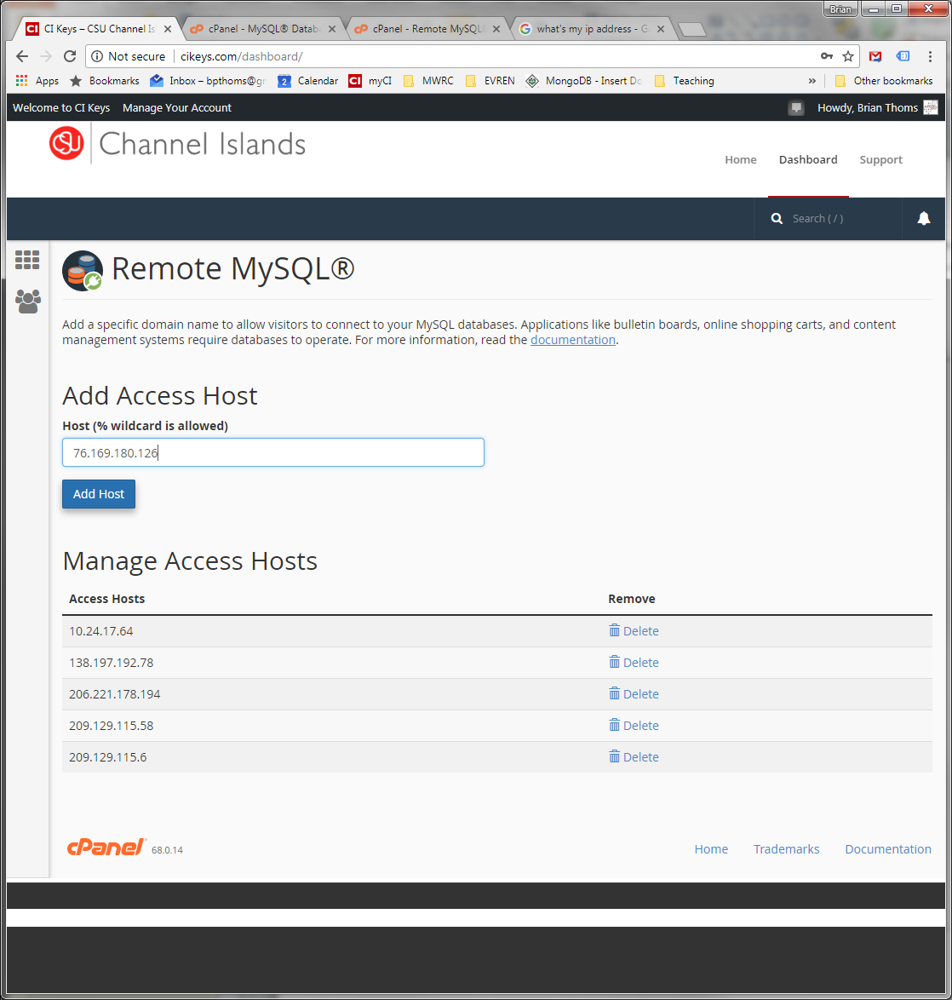 Brian
CI Keys – CSU Channel Is
cPanel - MySQL® Datab
cPanel - Remote MySQL®
what's my ip address - G
Not secure
cikeys.com/dashboard/
Apps
Bookmarks
Inbox – bpthoms@g
2
Calendar
CI
myCI
MWRC
EVREN
MongoDB - Insert Do
Teaching
»
Other bookmarks
Welcome to CI Keys
Manage Your Account
Howdy, Brian Thoms
CSU
Channel Islands
Home
Dashboard
Support
Search ( / )
Remote MySQL®
Add a specific domain name to allow visitors to connect to your MySQL databases. Applications like bulletin boards, online shopping carts, and content
management systems require databases to operate. For more information, read the documentation.
Add Access Host
Host (% wildcard is allowed)
76.169.180.126
Add Host
Manage Access Hosts
Access Hosts Remove
10.24.17.64 Delete
138.197.192.78 Delete
206.221.178.194 Delete
209.129.115.58 Delete
209.129.115.6 Delete
cPanel 68.0.14
Home
Trademarks
Documentation